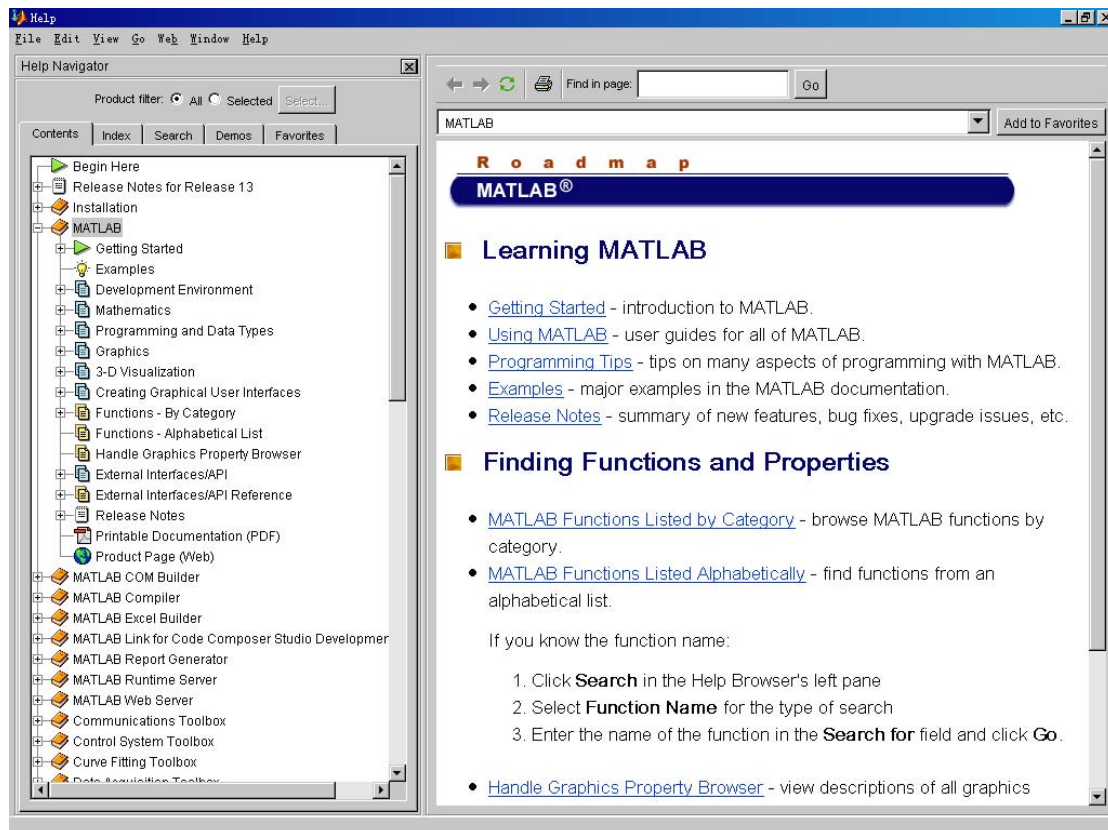 Help
File Edit View Go Web Window Help
Help Navigator
Product filter: All Selected Select...
Contents Index Search Demos Favorites
Begin Here
Release Notes for Release 13
Installation
MATLAB
Getting Started
Examples
Development Environment
Mathematics
Programming and Data Types
Graphics
3-D Visualization
Creating Graphical User Interfaces
Functions - By Category
Functions - Alphabetical List
Handle Graphics Property Browser
External Interfaces/API
External Interfaces/API Reference
Release Notes
Printable Documentation (PDF)
Product Page (Web)
MATLAB COM Builder
MATLAB Compiler
MATLAB Excel Builder
MATLAB Link for Code Composer Studio Developmen
MATLAB Report Generator
MATLAB Runtime Server
MATLAB Web Server
Communications Toolbox
Control System Toolbox
Curve Fitting Toolbox
Data Acquisition Toolbox
Find in page: Go
MATLAB Add to Favorites
Roadmap
MATLAB®
Learning MATLAB
• Getting Started - introduction to MATLAB.
• Using MATLAB - user guides for all of MATLAB.
• Programming Tips - tips on many aspects of programming with MATLAB.
• Examples - major examples in the MATLAB documentation.
• Release Notes - summary of new features, bug fixes, upgrade issues, etc.
Finding Functions and Properties
• MATLAB Functions Listed by Category - browse MATLAB functions by
category.
• MATLAB Functions Listed Alphabetically - find functions from an
alphabetical list.
If you know the function name:
1. Click Search in the Help Browser's left pane
2. Select Function Name for the type of search
3. Enter the name of the function in the Search for field and click Go.
• Handle Graphics Property Browser - view descriptions of all graphics